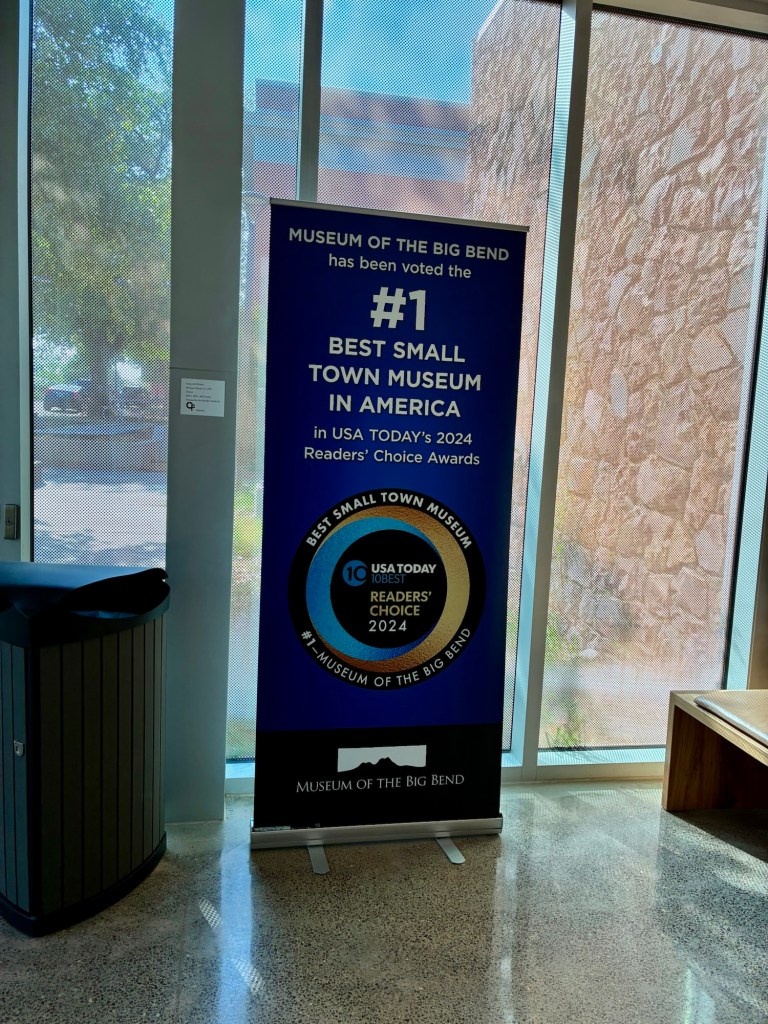 MUSEUM OF THE BIG BEND
has been voted the
#1
BEST SMALL
TOWN MUSEUM
IN AMERICA
in USA TODAY's 2024
Readers' Choice Awards
BEST SMALL TOWN MUSEUM
10 USA TODAY
10BEST
READERS'
CHOICE
2024
#1–MUSEUM OF THE BIG BEND
MUSEUM OF THE BIG BEND